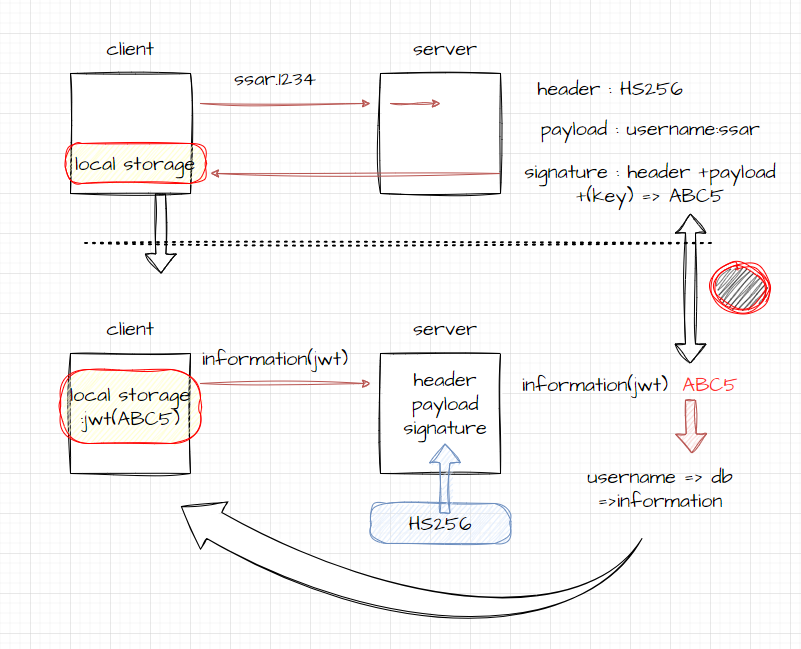 client
server
ssar.1234
header : HS256
payload : username:ssar
local storage
signature : header +payload
+(key) => ABC5
client
server
information(jwt)
header
payload
signature
local storage
:jwt(ABC5)
information(jwt) ABC5
username => db
=>information
HS256